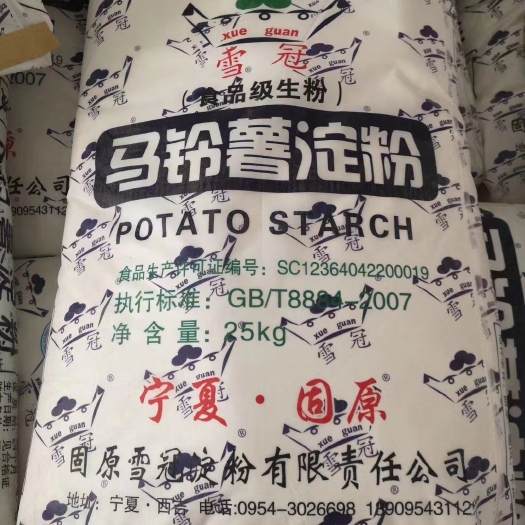 xue guan
雪冠
食品级生粉
马铃薯淀粉
POTATO STARCH
食品生产许可证编号：SC12364042200019
执行标准：GB/T8884-2007
净含量：25kg
宁夏·固原
固原雪冠淀粉有限责任公司
地址：宁夏·西吉 电话:0954-3026698 18909543112